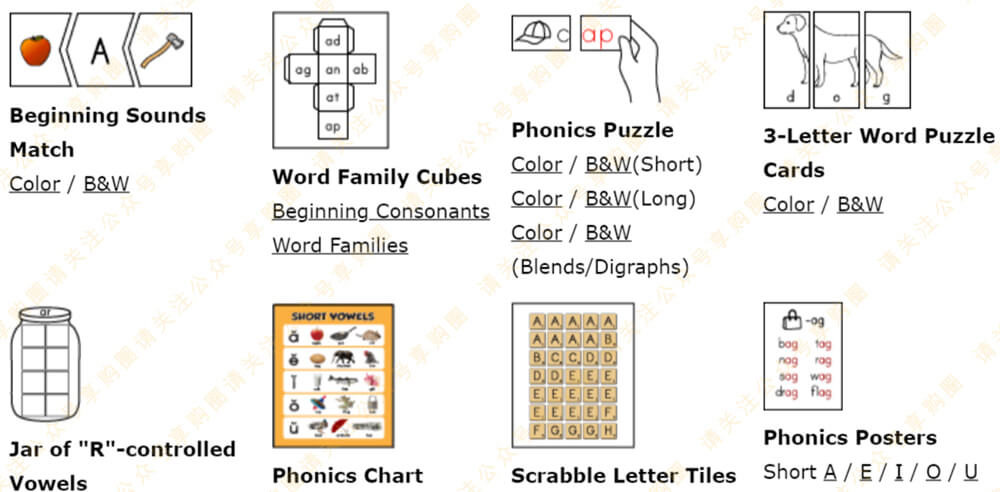 A
Beginning Sounds
Match
Color / B&W
ad
ag an ab
at
ap
Word Family Cubes
Beginning Consonants
Word Families
c ap
Phonics Puzzle
Color / B&W(Short)
Color / B&W(Long)
Color / B&W
(Blends/Digraphs)
d o g
3-Letter Word Puzzle
Cards
Color / B&W
ar
Jar of "R"-controlled
Vowels
SHORT VOWELS
ă
ĕ
ĭ
ŏ
ŭ
Phonics Chart
A A A A A
A A A A B
B C C D D
D D E E E
E E E E E
E E E E F
F G G G H
Scrabble Letter Tiles
-ag
bag tag
nag rag
sag wag
drag flag
Phonics Posters
Short A / E / I / O / U
请关注公众号享购圈